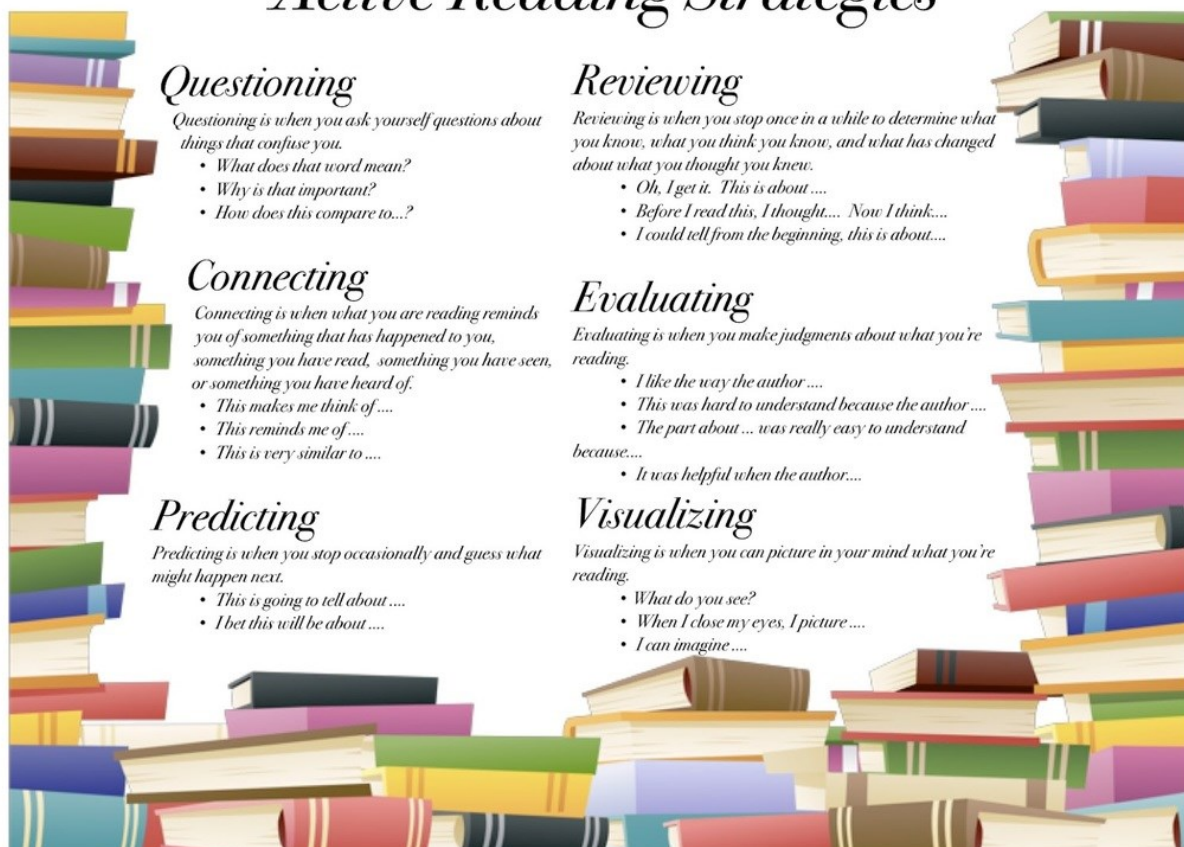 Active Reading Strategies
Questioning
Questioning is when you ask yourself questions about
things that confuse you.
• What does that word mean?
• Why is that important?
• How does this compare to...?
Connecting
Connecting is when what you are reading reminds
you of something that has happened to you,
something you have read, something you have seen,
or something you have heard of.
• This makes me think of ....
• This reminds me of ....
• This is very similar to ....
Predicting
Predicting is when you stop occasionally and guess what
might happen next.
• This is going to tell about ....
• I bet this will be about ....
Reviewing
Reviewing is when you stop once in a while to determine what
you know, what you think you know, and what has changed
about what you thought you knew.
• Oh, I get it. This is about ....
• Before I read this, I thought.... Now I think....
• I could tell from the beginning, this is about....
Evaluating
Evaluating is when you make judgments about what you're
reading.
• I like the way the author ....
• This was hard to understand because the author ....
• The part about ... was really easy to understand
because....
• It was helpful when the author....
Visualizing
Visualizing is when you can picture in your mind what you're
reading.
• What do you see?
• When I close my eyes, I picture ....
• I can imagine ....